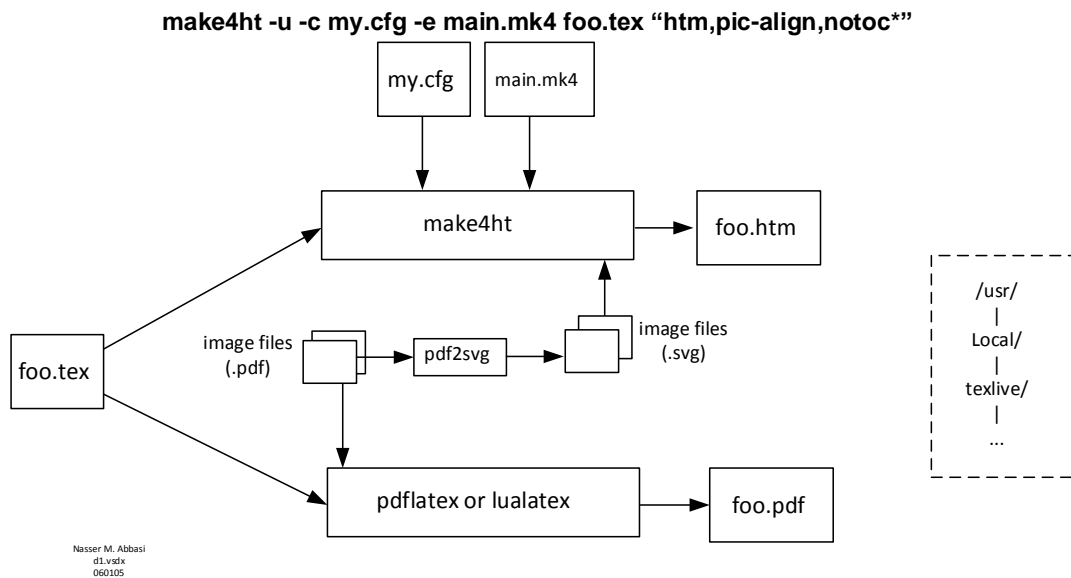 make4ht -u -c my.cfg -e main.mk4 foo.tex “htm,pic-align,notoc*”
my.cfg
main.mk4
make4ht
foo.htm
/usr/
Local/
texlive/
...
image files
(.pdf)
pdf2svg
image files
(.svg)
foo.tex
pdflatex or lualatex
foo.pdf
Nasser M. Abbasi
d1.vsdx
060105